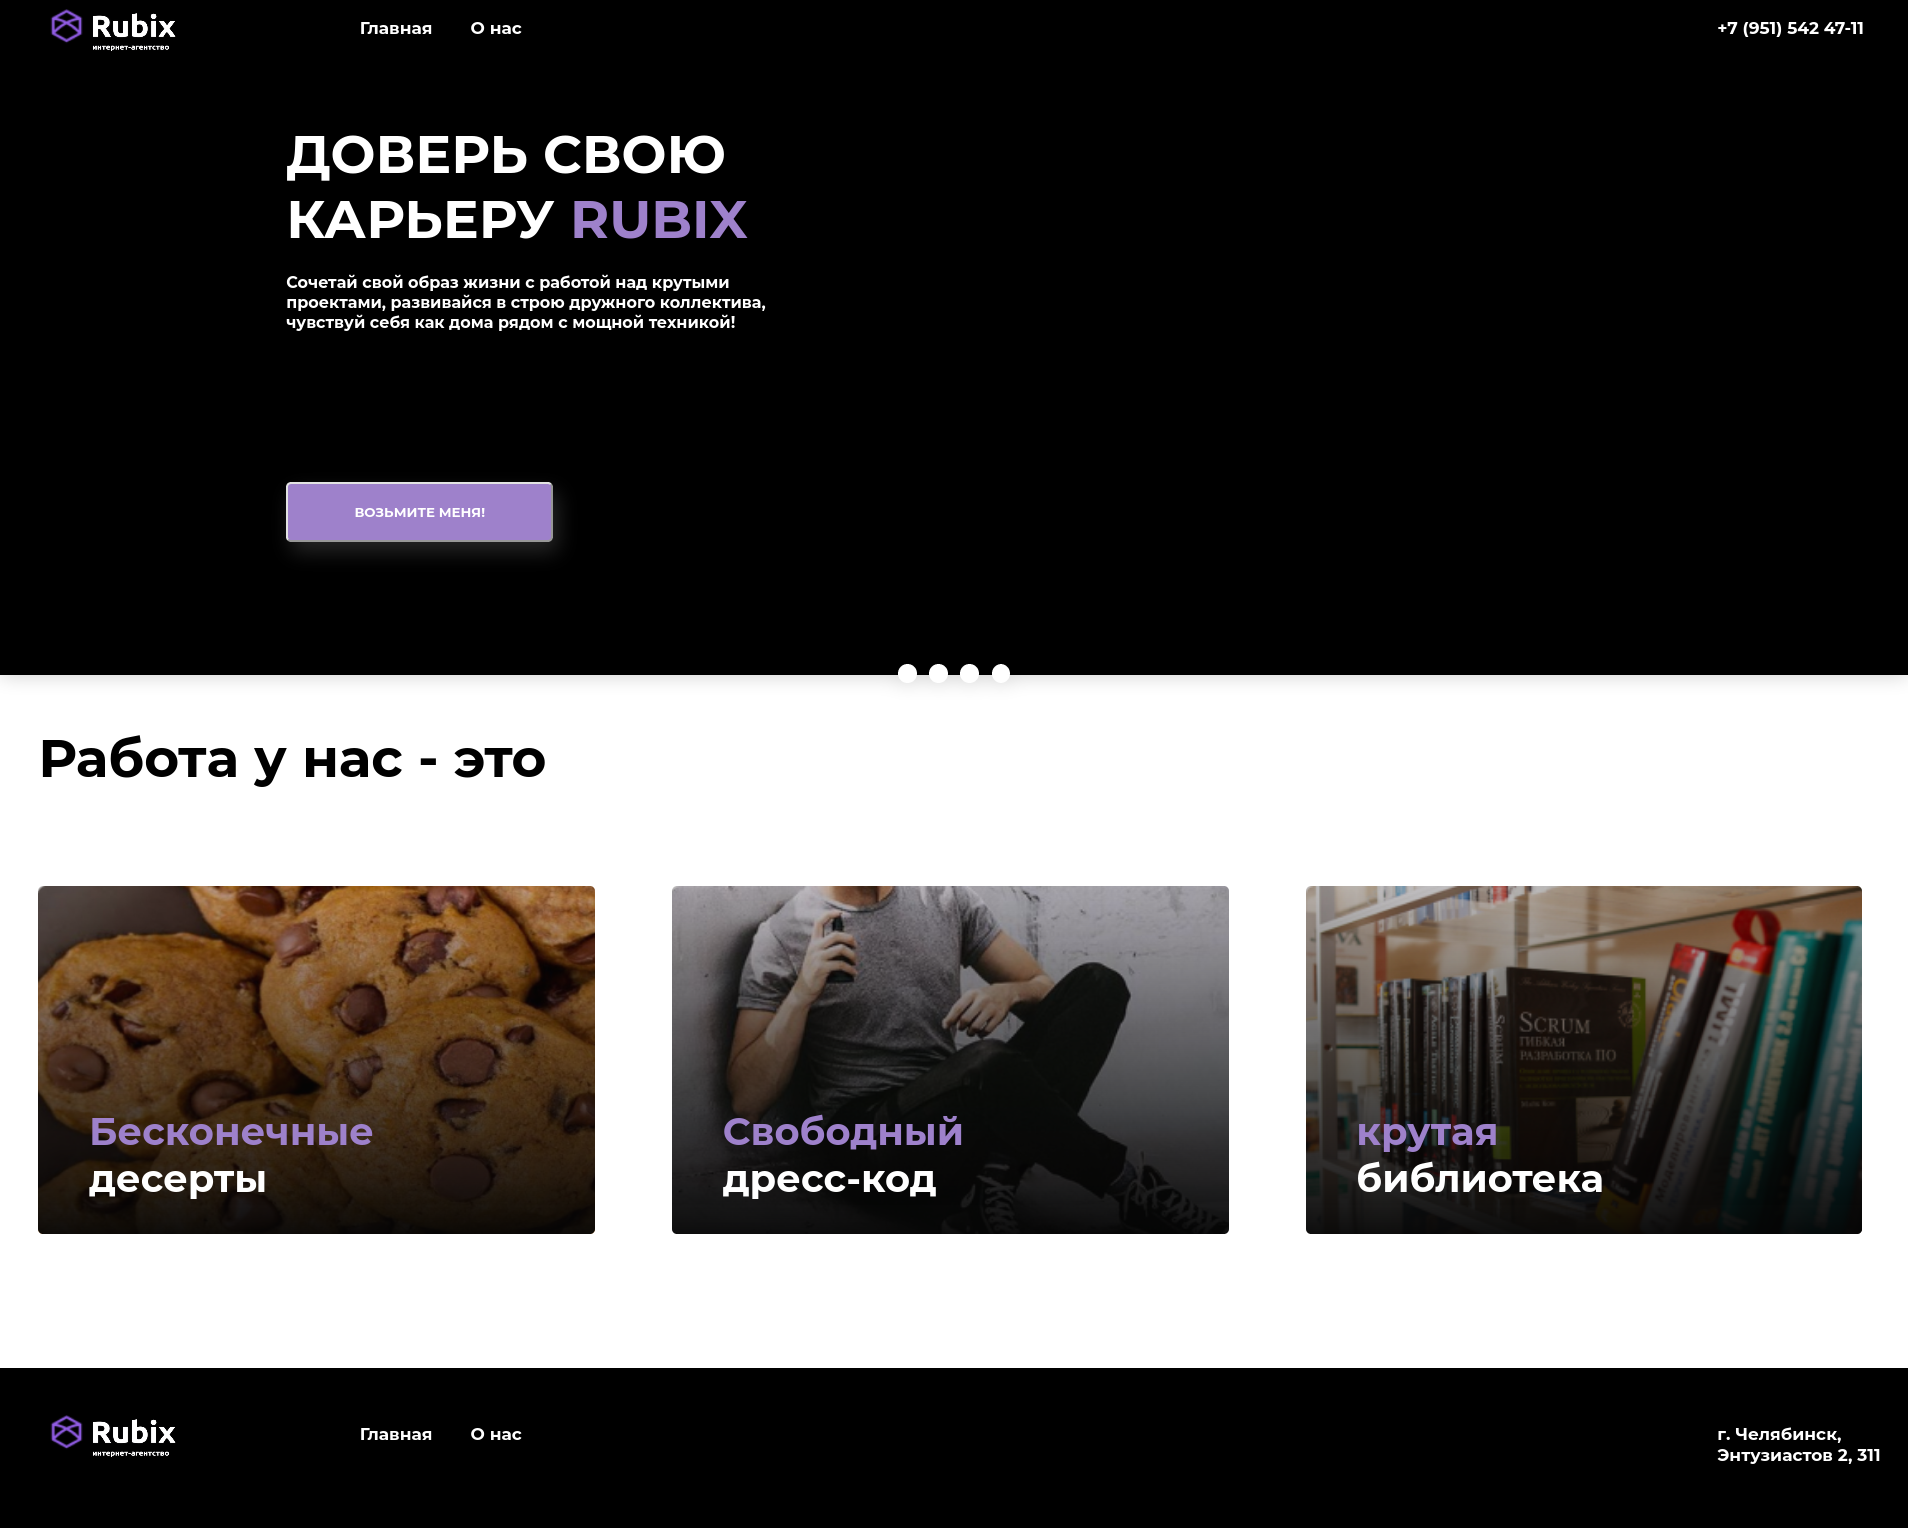 Rubix
интернет-агентство
Главная
О нас
+7 (951) 542 47-11
ДОВЕРЬ СВОЮ
КАРЬЕРУ RUBIX
Сочетай свой образ жизни с работой над крутыми
проектами, развивайся в строю дружного коллектива,
чувствуй себя как дома рядом с мощной техникой!
ВОЗЬМИТЕ МЕНЯ!
Работа у нас - это
Бесконечные
десерты
Свободный
дресс-код
SCRUM
ГИБКАЯ
РАЗРАБОТКА ПО
UML
крутая
библиотека
Rubix
интернет-агентство
Главная
О нас
г. Челябинск,
Энтузиастов 2, 311